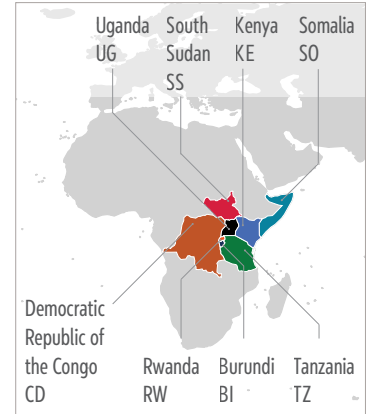 Uganda
UG
South
Sudan
SS
Kenya
KE
Somalia
SO
Democratic
Republic of
the Congo
CD
Rwanda
RW
Burundi
BI
Tanzania
TZ